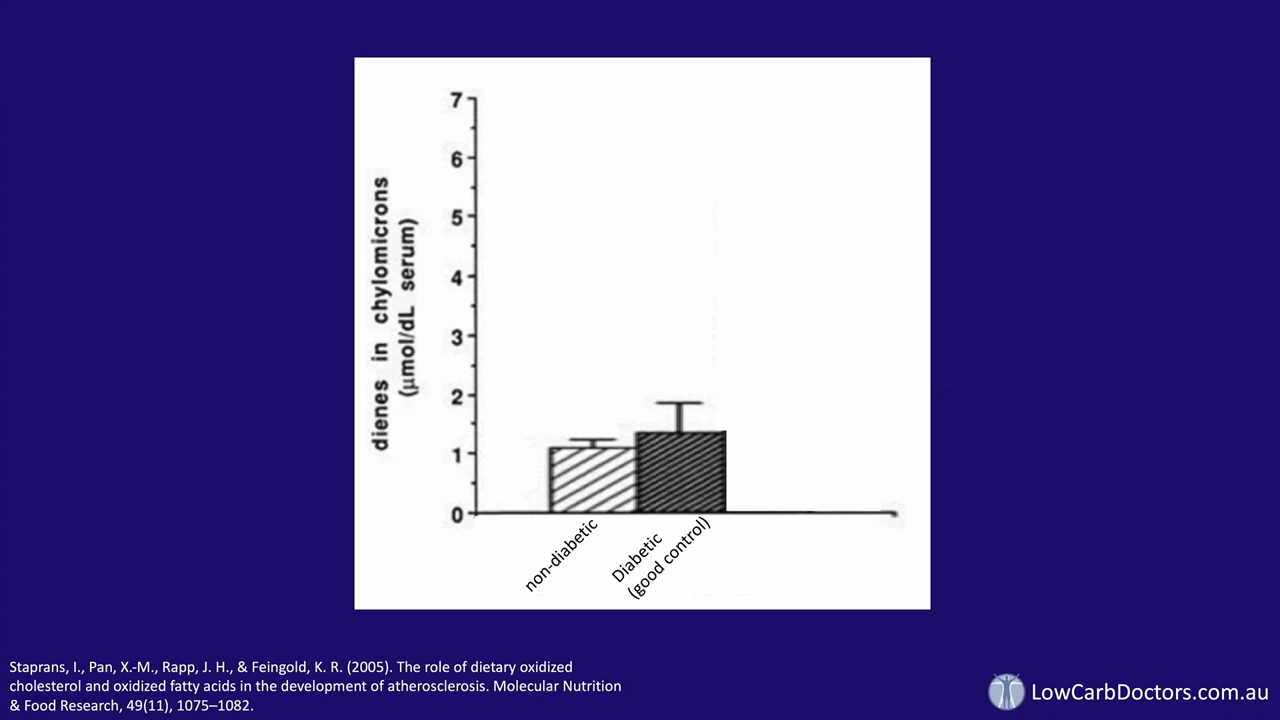 7
6
5
4
3
2
1
0
dienes in chylomicrons
(μmol/dL serum)
non-diabetic
Diabetic
(good control)
Staprans, I., Pan, X.-M., Rapp, J. H., & Feingold, K. R. (2005). The role of dietary oxidized
cholesterol and oxidized fatty acids in the development of atherosclerosis. Molecular Nutrition
& Food Research, 49(11), 1075–1082.
LowCarbDoctors.com.au